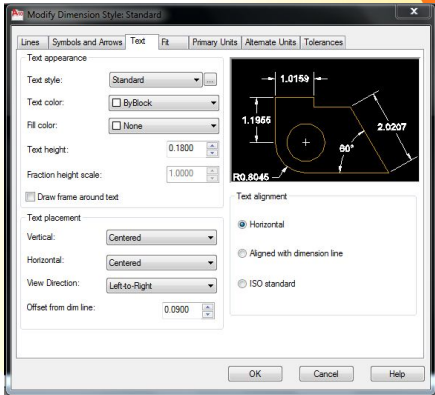 Modify Dimension Style: Standard
Lines Symbols and Arrows Text Fit Primary Units Alternate Units Tolerances
Text appearance
Text style: Standard ...
Text color: ByBlock
Fill color: None
Text height: 0.1800
Fraction height scale: 1.0000
Draw frame around text
1.0159
1.1955
2.0207
60°
R0.8045
Text placement
Vertical: Centered
Horizontal: Centered
View Direction: Left-to-Right
Offset from dim line: 0.0900
Text alignment
Horizontal
Aligned with dimension line
ISO standard
OK Cancel Help